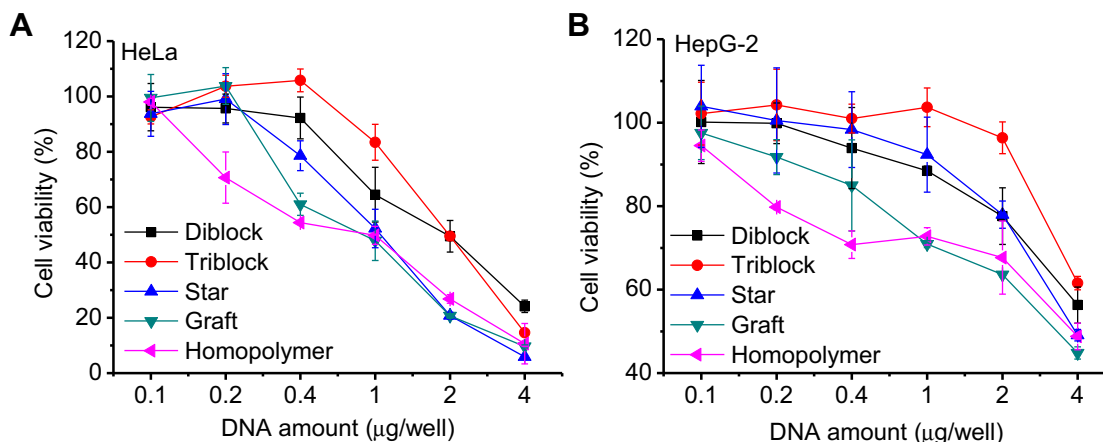 A
HeLa
120
100
80
60
40
20
0
Cell viability (%)
Diblock
Triblock
Star
Graft
Homopolymer
0.1 0.2 0.4 1 2 4
DNA amount (μg/well)
B
HepG-2
120
100
80
60
40
Cell viability (%)
Diblock
Triblock
Star
Graft
Homopolymer
0.1 0.2 0.4 1 2 4
DNA amount (μg/well)